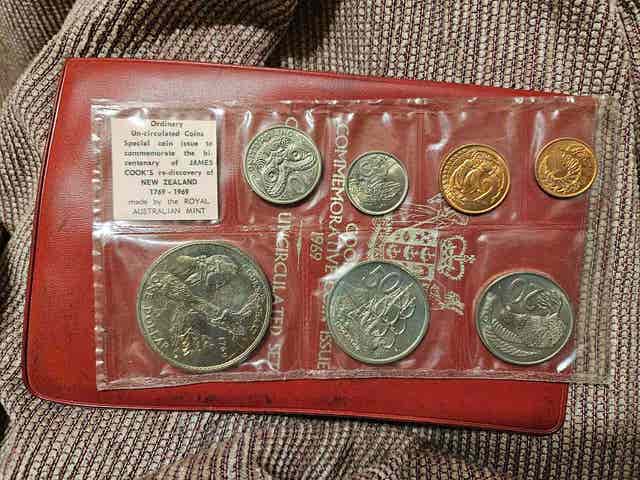 Ordinary
Un-circulated Coins
Special coin issue to
commemorate the bi-
centenary of JAMES
COOK'S re-discovery of
NEW ZEALAND
1769 - 1969
made by the ROYAL
AUSTRALIAN MINT
COMMEMORATIVE ISSUE
1969
UNCIRCULATED SET
50
20